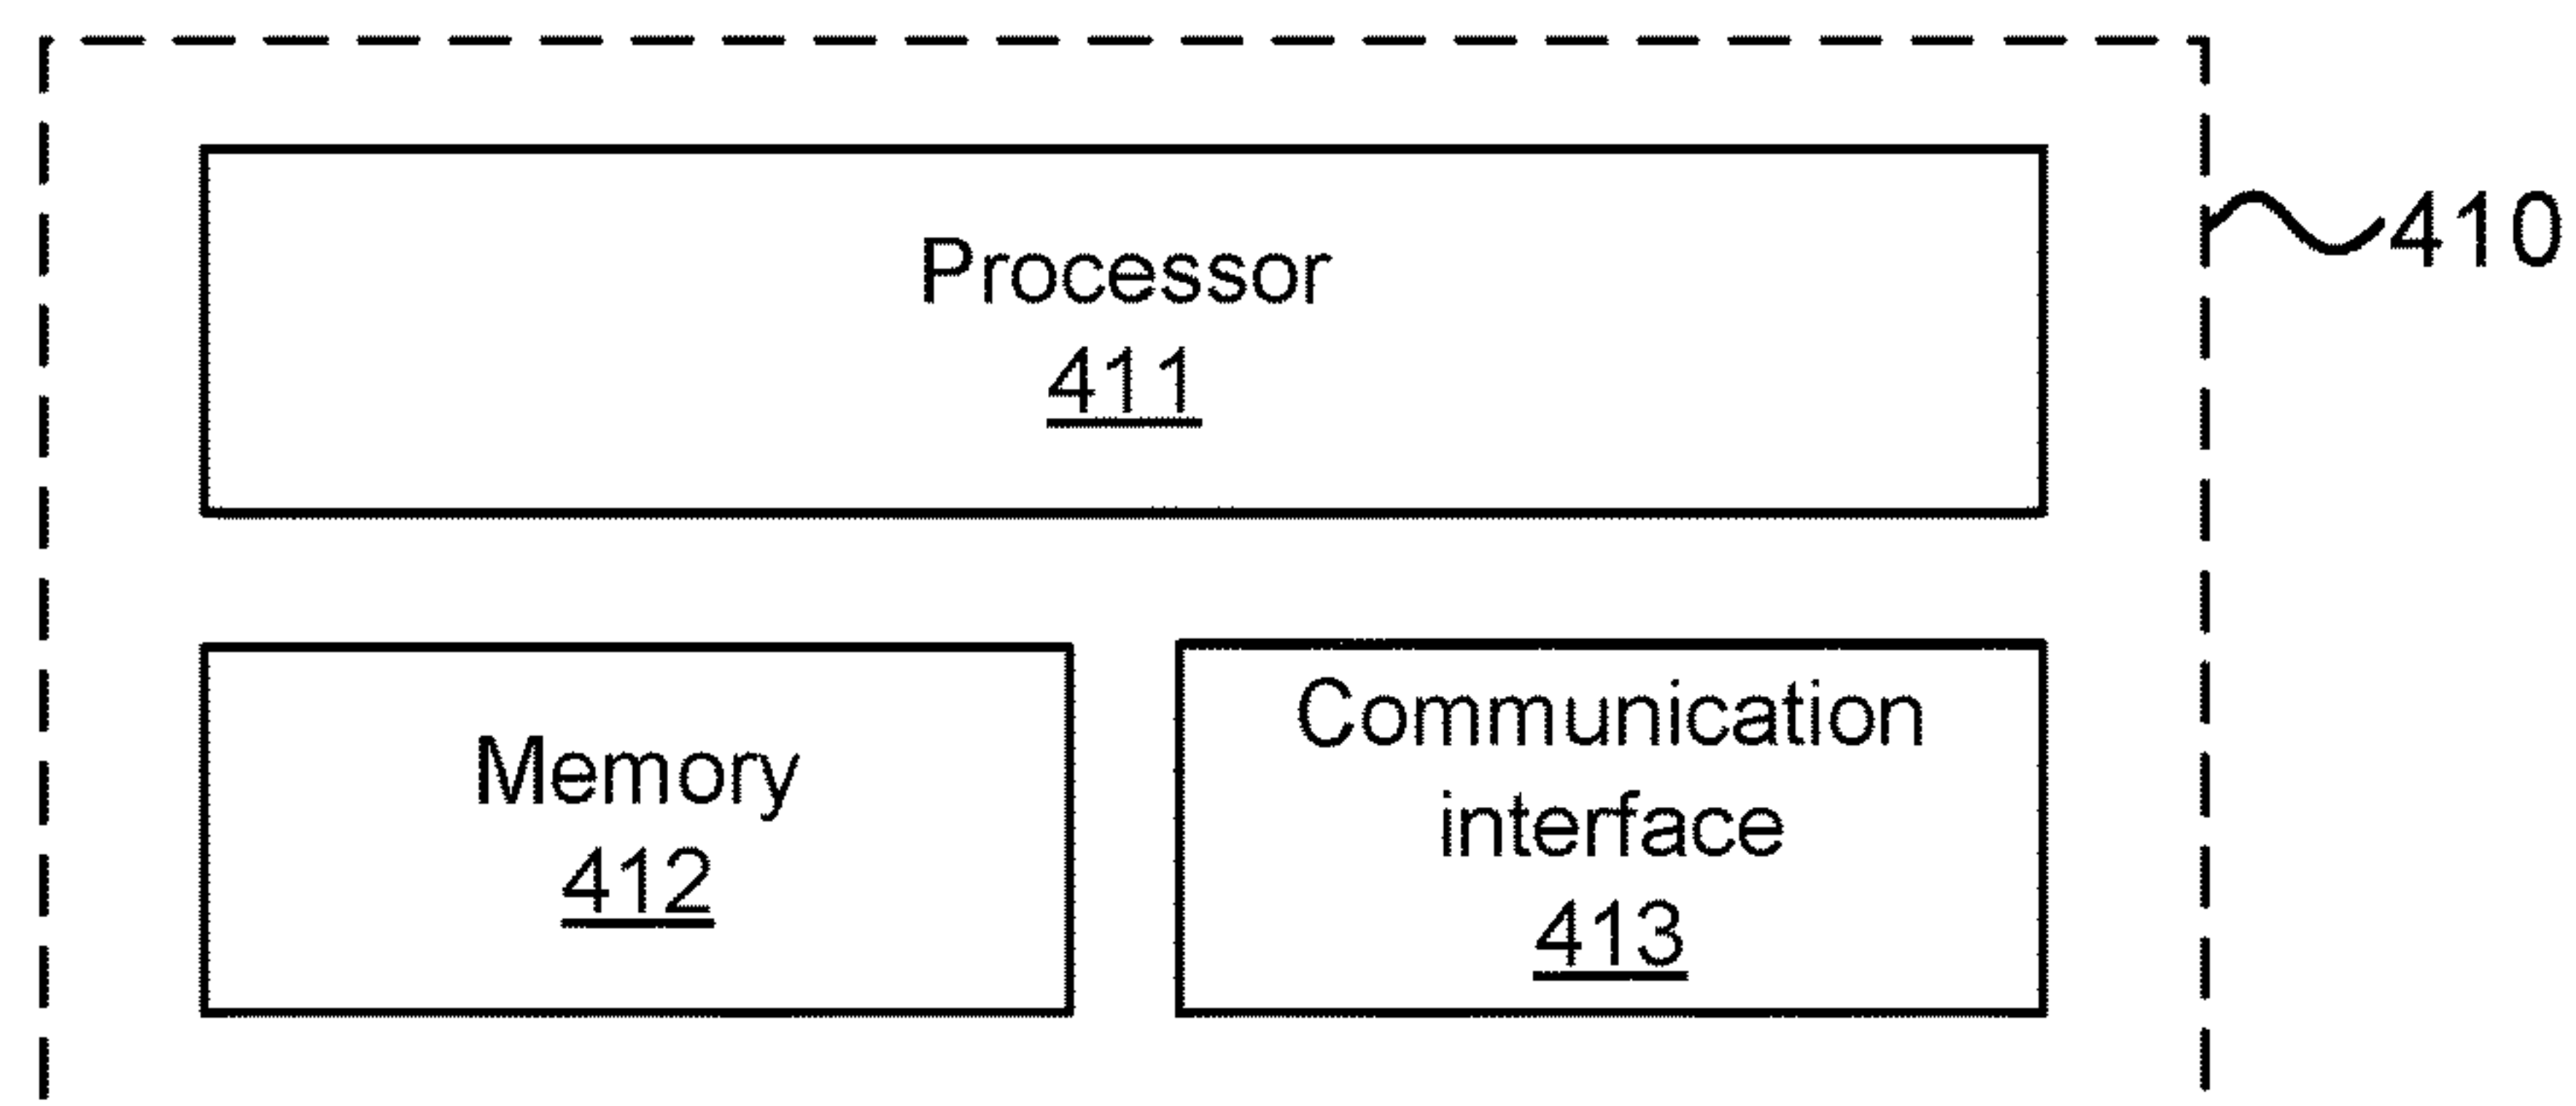 Processor
411
410
Memory
412
Communication
interface
413